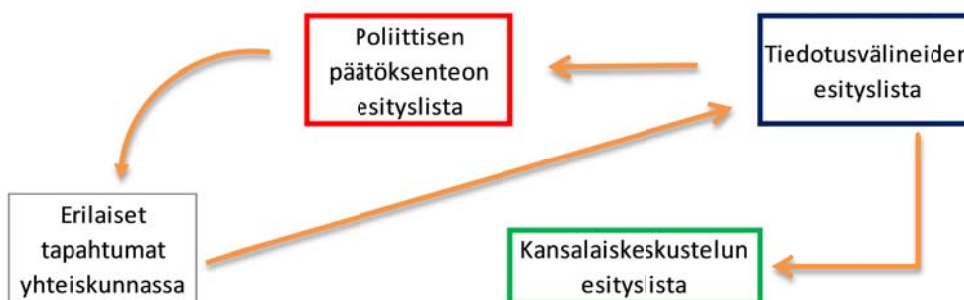 Poliittisen
päätöksenteon
esityslista
Tiedotusvälineiden
esityslista
Erilaiset
tapahtumat
yhteiskunnassa
Kansalaiskeskustelun
esityslista